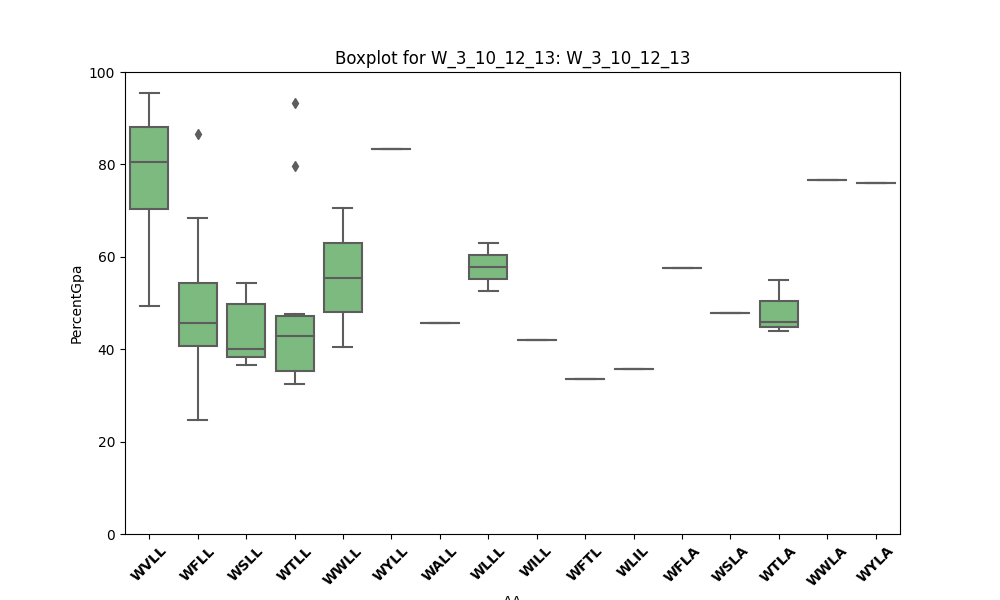 Boxplot for W_3_10_12_13: W_3_10_12_13
PercentGpa
100
80
60
40
20
0
WVLL WFLL WSLL WTLL WWLL WYLL WALL WLLL WILL WFTL WLIL WFLA WSLA WTLA WWLA WYLA
AA